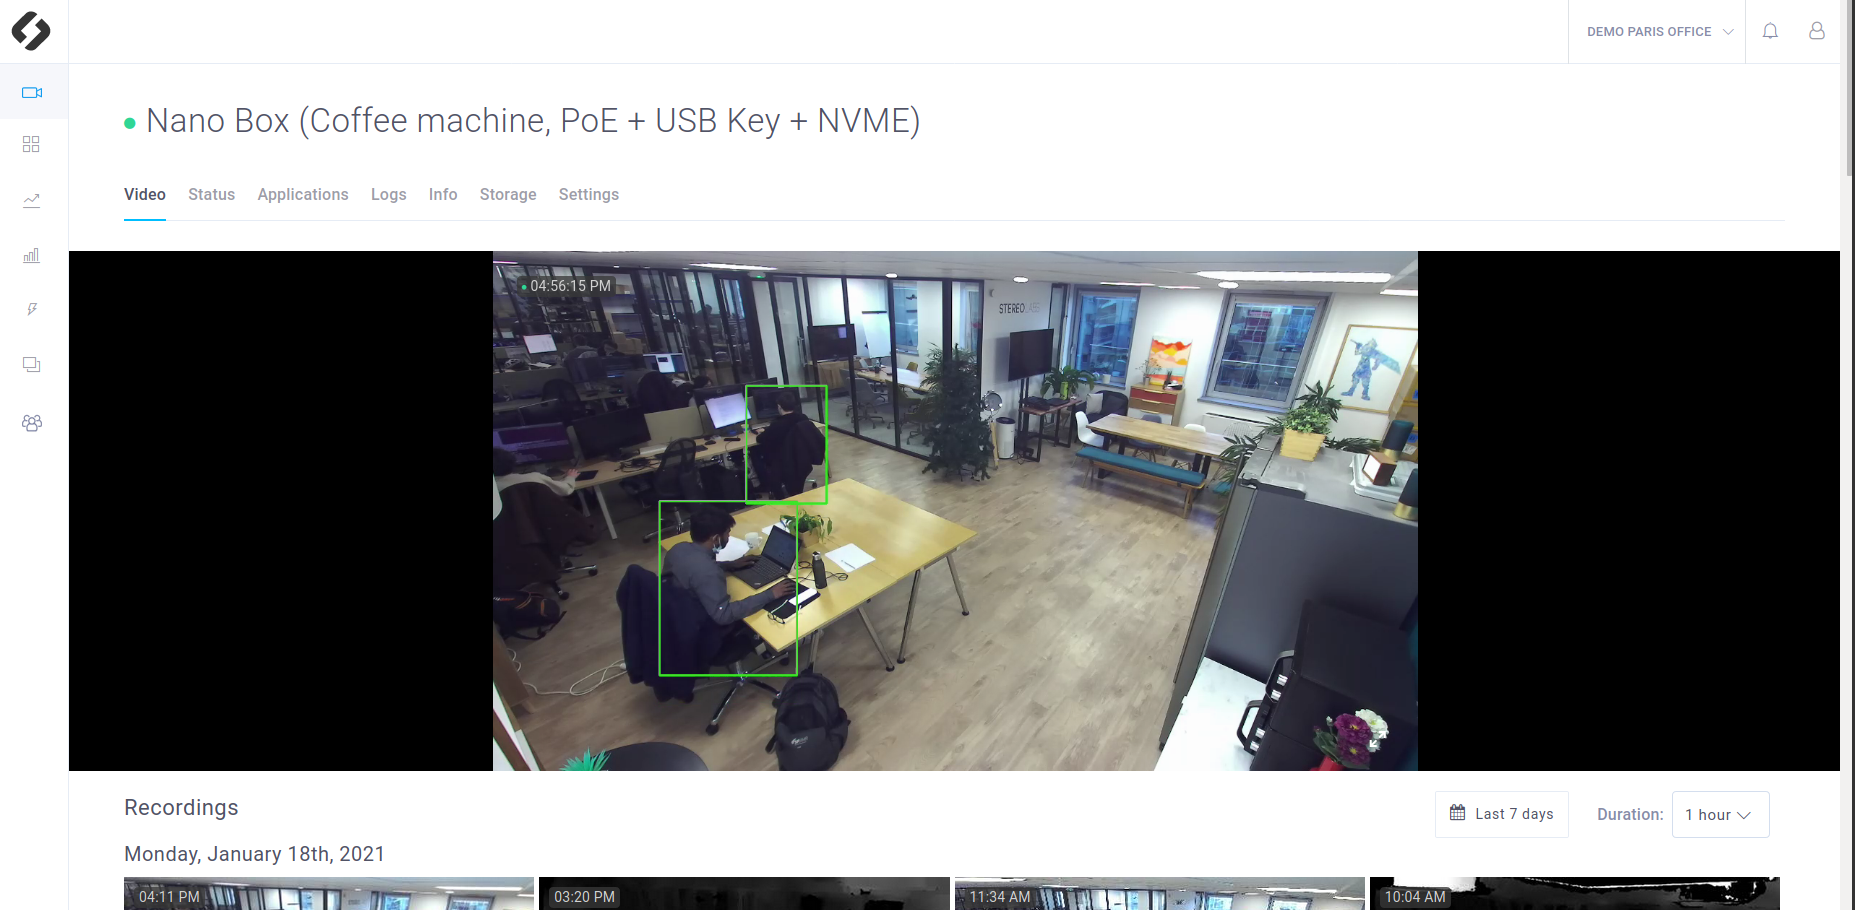 DEMO PARIS OFFICE
Nano Box (Coffee machine, PoE + USB Key + NVME)
Video Status Applications Logs Info Storage Settings
04:56:15 PM
STEREOLABS
Recordings
Last 7 days Duration: 1 hour
Monday, January 18th, 2021
04:11 PM 03:20 PM 11:34 AM 10:04 AM